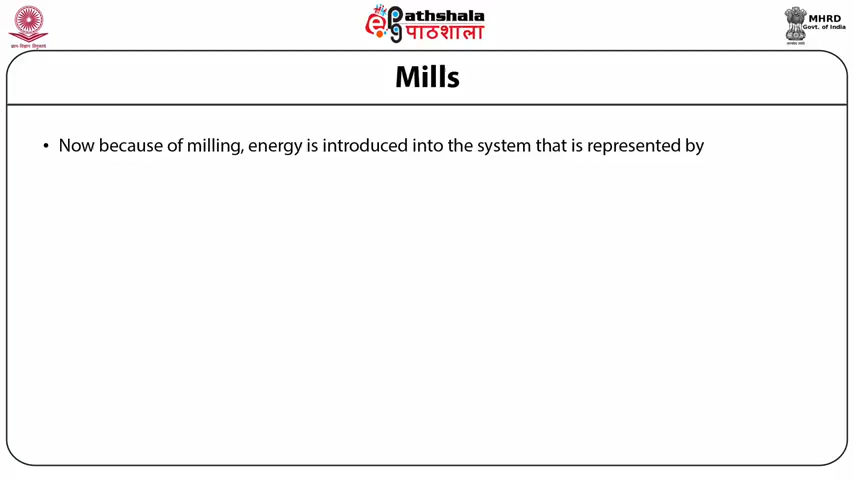 ePathshala
पाठशाला
MHRD
Govt. of India
Mills
• Now because of milling, energy is introduced into the system that is represented by